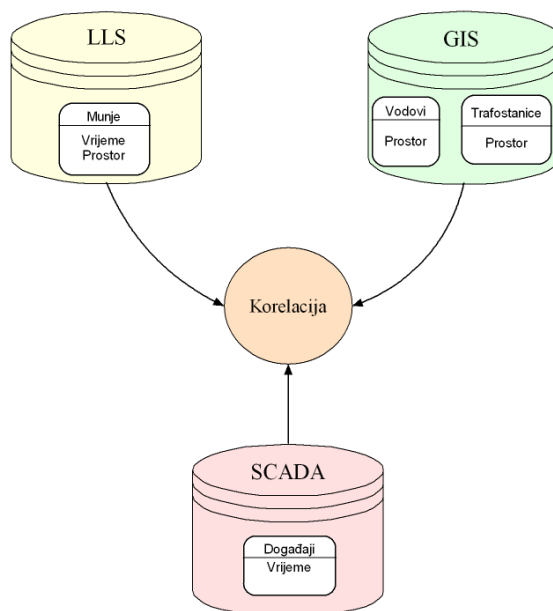 LLS
Munje
Vrijeme
Prostor
GIS
Vodovi
Prostor
Trafostanice
Prostor
Korelacija
SCADA
Događaji
Vrijeme